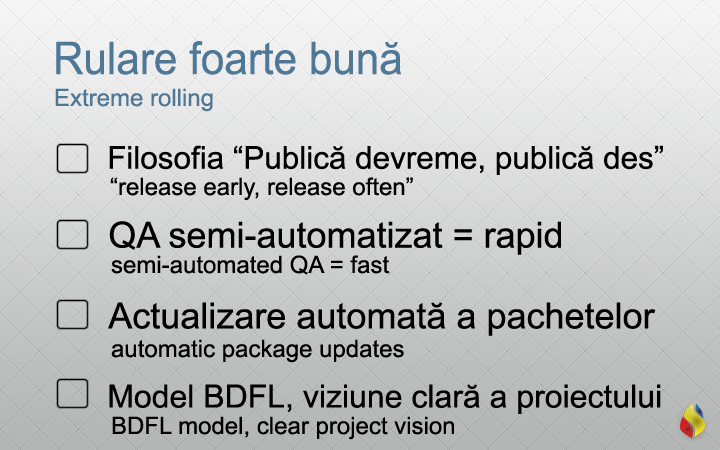 Rulare foarte bună
Extreme rolling
Filosofia “Publică devreme, publică des”
“release early, release often”
QA semi-automatizat = rapid
semi-automated QA = fast
Actualizare automată a pachetelor
automatic package updates
Model BDFL, viziune clară a proiectului
BDFL model, clear project vision